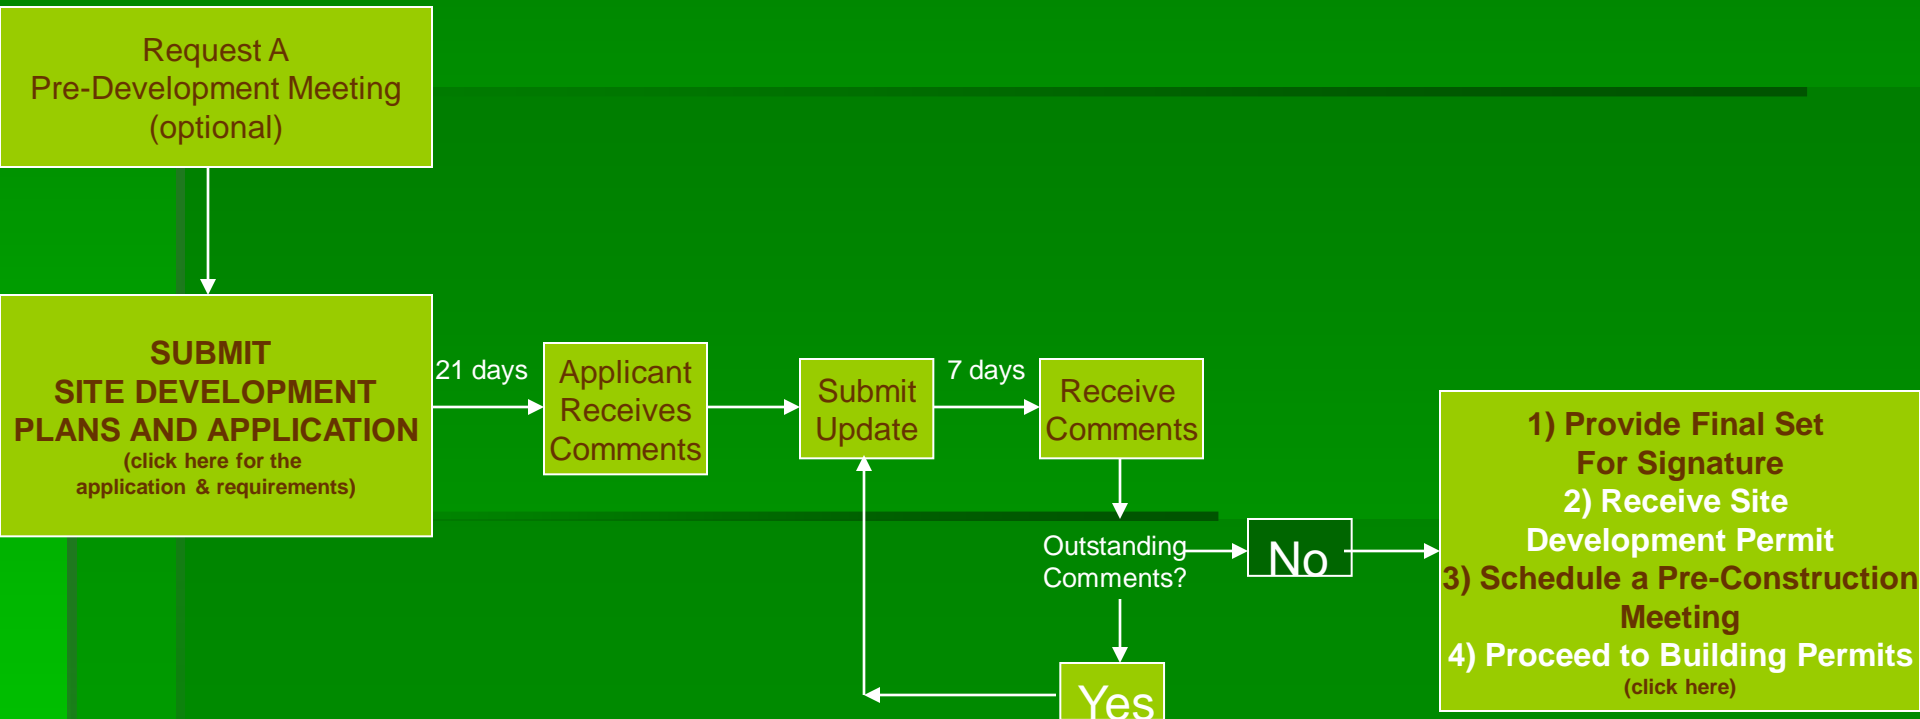 Request A
Pre-Development Meeting
(optional)
SUBMIT
SITE DEVELOPMENT
PLANS AND APPLICATION
(click here for the
application & requirements)
21 days
Applicant
Receives
Comments
Submit
Update
7 days
Receive
Comments
Outstanding
Comments?
No
Yes
1) Provide Final Set
For Signature
2) Receive Site
Development Permit
3) Schedule a Pre-Construction
Meeting
4) Proceed to Building Permits
(click here)